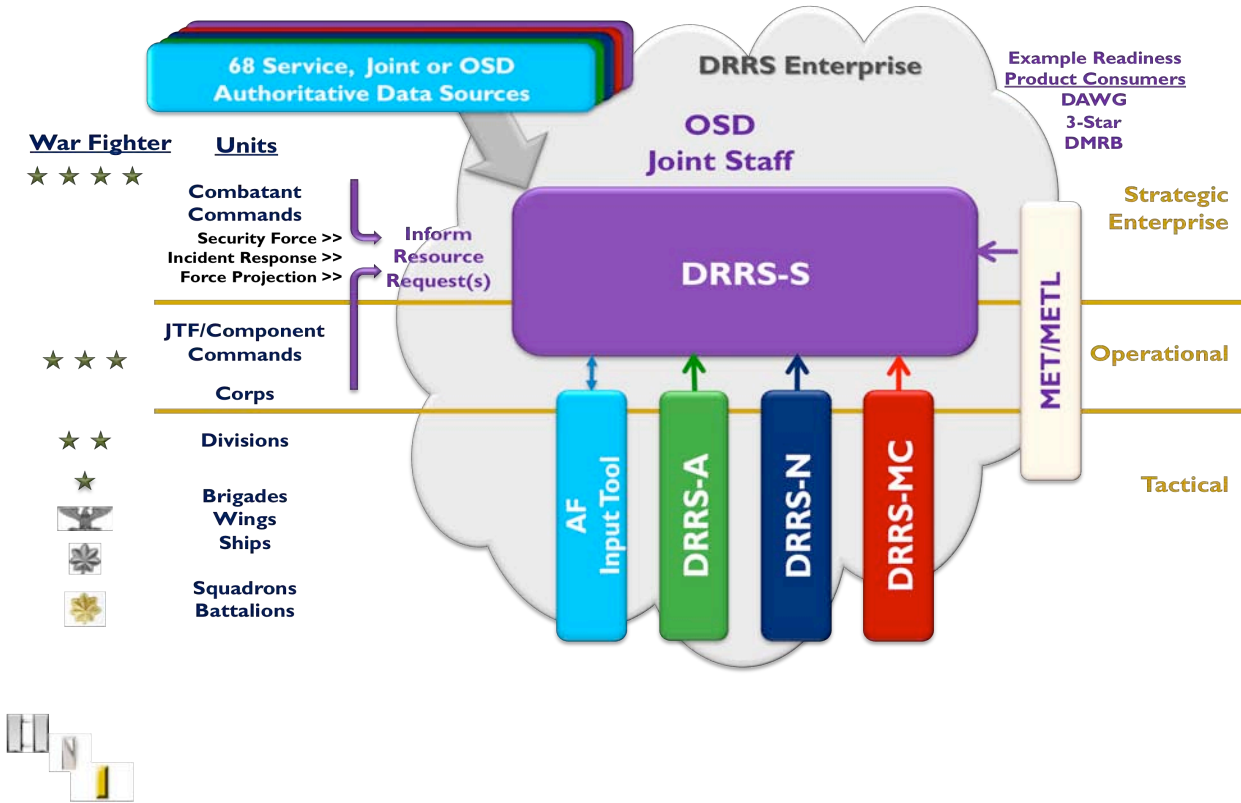 68 Service, Joint or OSD
Authoritative Data Sources
DRRS Enterprise
Example Readiness
Product Consumers
DAWG
3-Star
DMRB
OSD
Joint Staff
War Fighter
Units
Combatant
Commands
Security Force >>
Incident Response >>
Force Projection >>
Inform
Resource
Request(s)
DRRS-S
Strategic
Enterprise
MET/METL
JTF/Component
Commands
Corps
Operational
Divisions
Brigades
Wings
Ships
Squadrons
Battalions
AF
Input Tool
DRRS-A
DRRS-N
DRRS-MC
Tactical